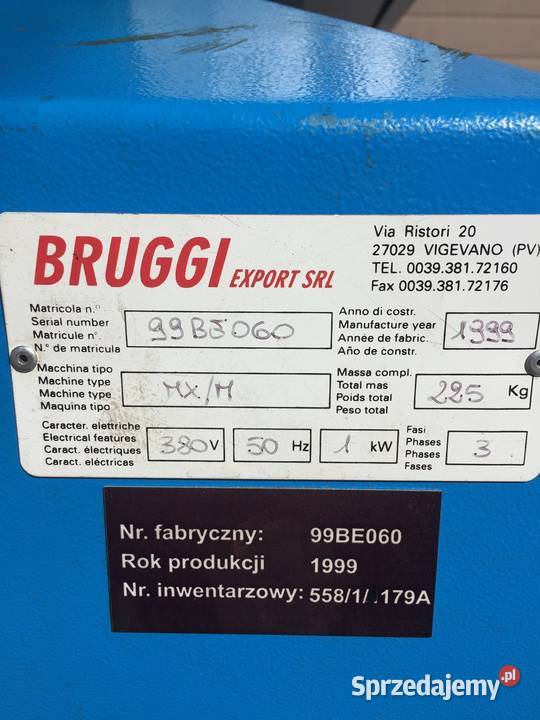 BRUGGI EXPORT SRL
Via Ristori 20
27029 VIGEVANO (PV)
TEL. 0039.381.72160
Fax 0039.381.72176
Matricola n.°
Serial number
Matricule n°.
N.° de matricula
99BE060
Anno di costr.
Manufacture year
Année de fabric.
Año de constr.
1999
Macchina tipo
Machine type
Machine type
Maquina tipo
MX/M
Massa compl.
Total mas
Poids total
Peso total
225 Kg
Caracter. elettriche
Electrical features
Caract. électriques
Caract. eléctricas
380 V
50 Hz
1 kW
Fasi
Phases
Phases
Fases
3
Nr. fabryczny: 99BE060
Rok produkcji 1999
Nr. inwentarzowy: 558/1/ 179A
Sprzedajemy.pl